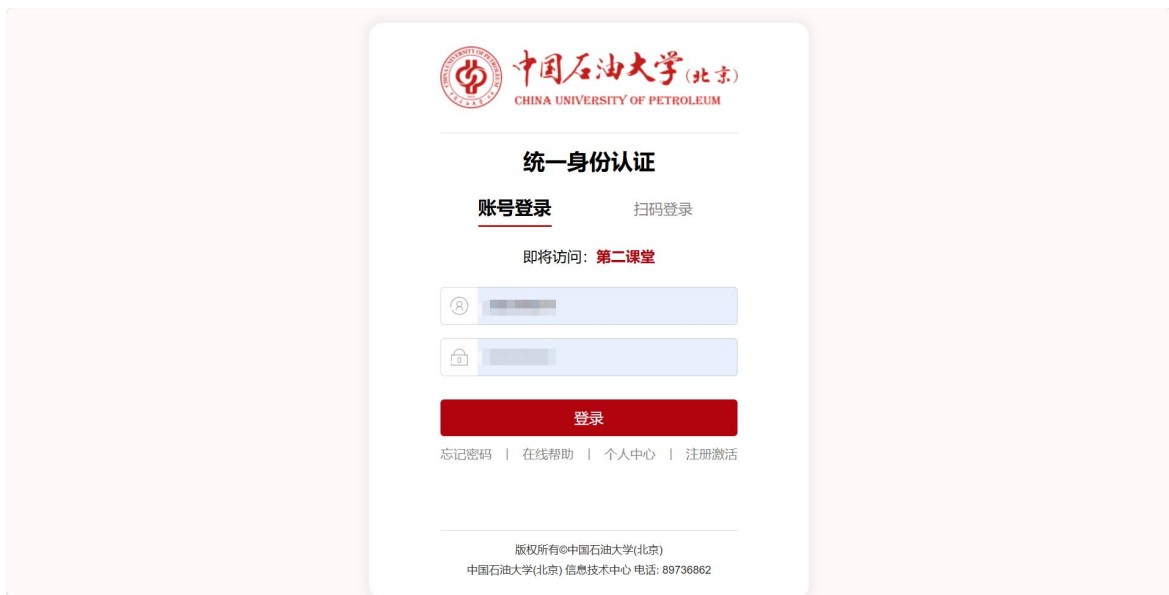 中国石油大学(北京)
CHINA UNIVERSITY OF PETROLEUM
统一身份认证
账号登录 扫码登录
即将访问：第二课堂
登录
忘记密码 | 在线帮助 | 个人中心 | 注册激活
版权所有©中国石油大学(北京)
中国石油大学(北京) 信息技术中心 电话: 89736862